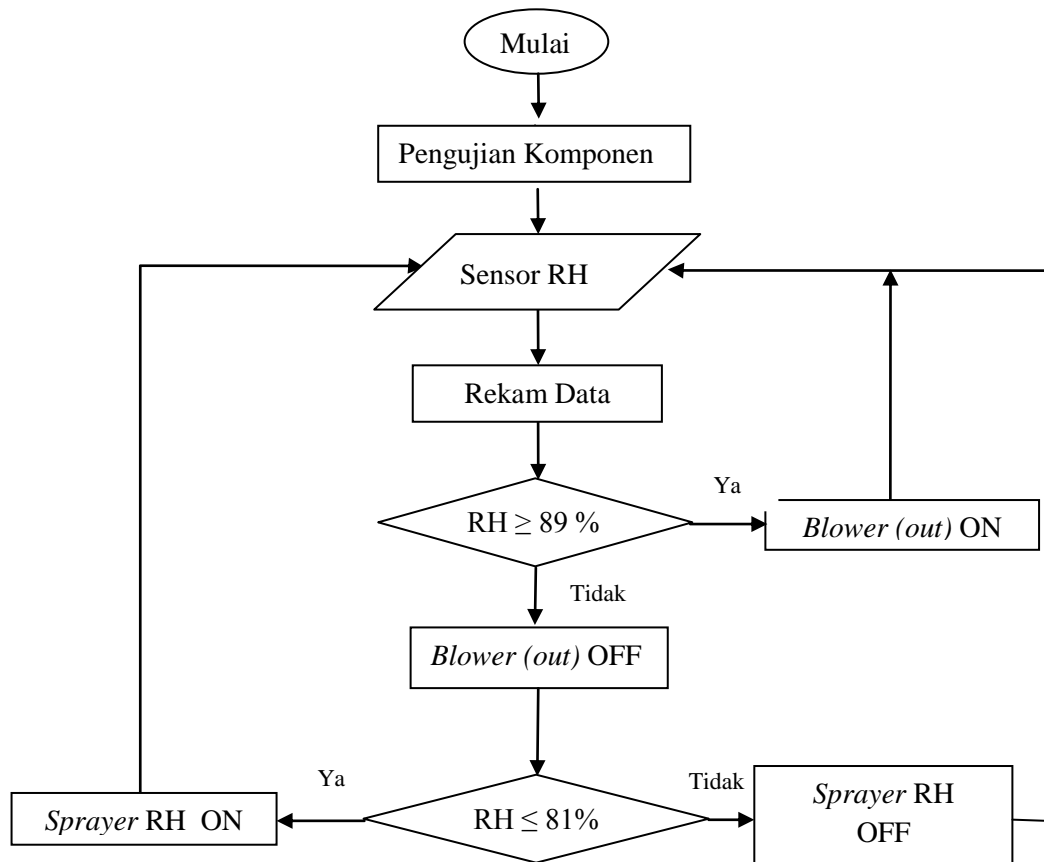 Mulai
Pengujian Komponen
Sensor RH
Rekam Data
RH ≥ 89 %
Ya
Blower (out) ON
Tidak
Blower (out) OFF
RH ≤ 81%
Ya
Sprayer RH ON
Tidak
Sprayer RH
OFF